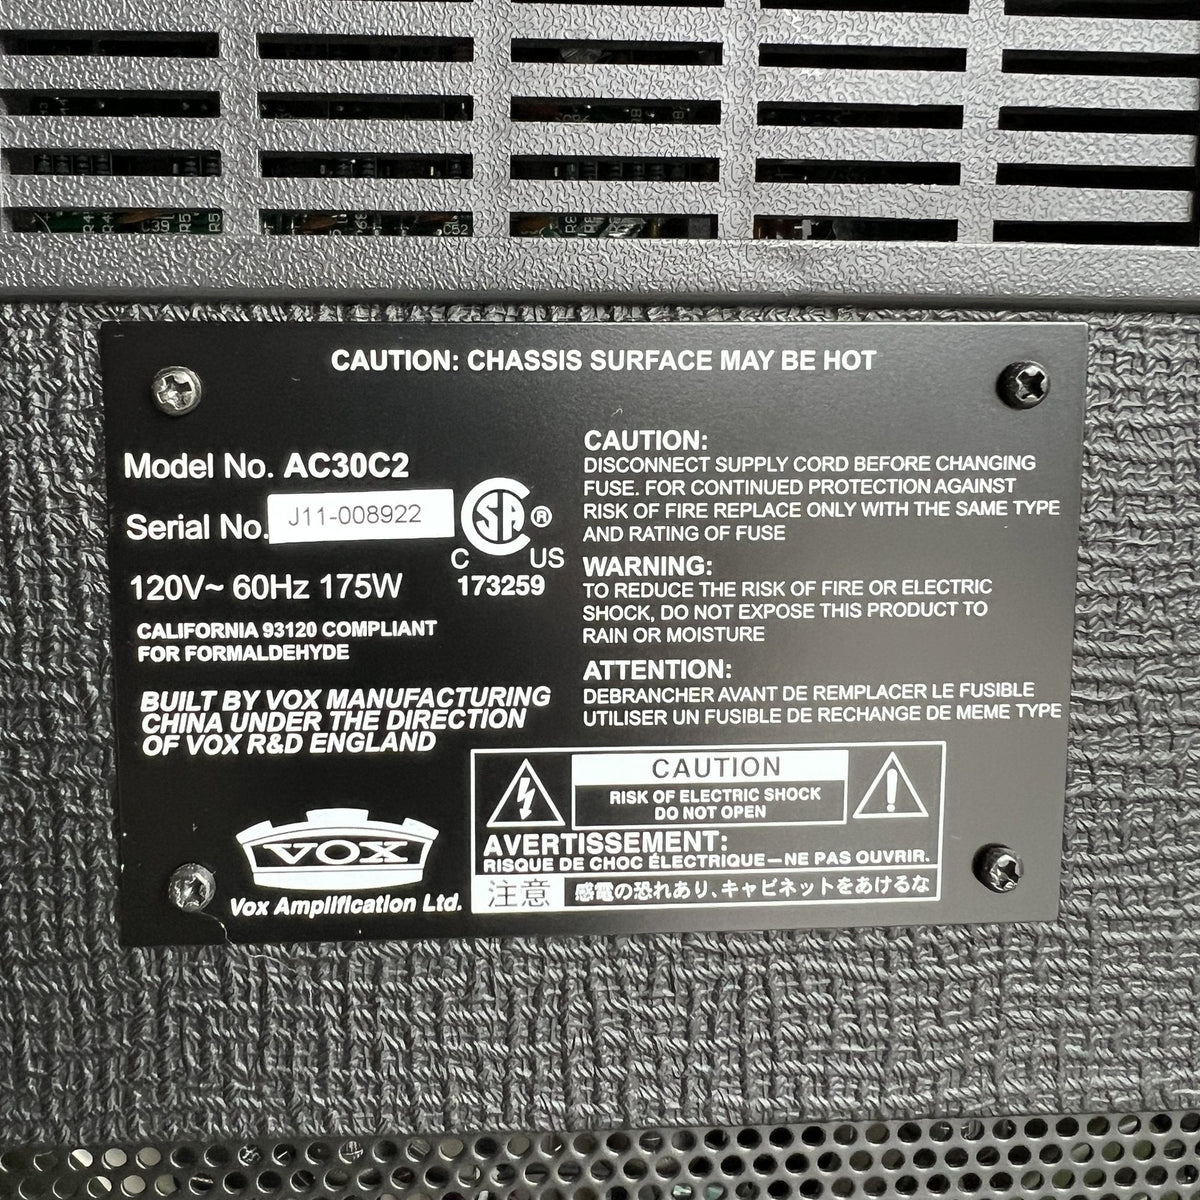 CAUTION: CHASSIS SURFACE MAY BE HOT
Model No. AC30C2
Serial No. J11-008922
SA ®
C US
173259
120V~ 60Hz 175W
CALIFORNIA 93120 COMPLIANT
FOR FORMALDEHYDE
BUILT BY VOX MANUFACTURING
CHINA UNDER THE DIRECTION
OF VOX R&D ENGLAND
VOX
Vox Amplification Ltd.
CAUTION:
DISCONNECT SUPPLY CORD BEFORE CHANGING
FUSE. FOR CONTINUED PROTECTION AGAINST
RISK OF FIRE REPLACE ONLY WITH THE SAME TYPE
AND RATING OF FUSE
WARNING:
TO REDUCE THE RISK OF FIRE OR ELECTRIC
SHOCK, DO NOT EXPOSE THIS PRODUCT TO
RAIN OR MOISTURE
ATTENTION:
DEBRANCHER AVANT DE REMPLACER LE FUSIBLE
UTILISER UN FUSIBLE DE RECHANGE DE MEME TYPE
CAUTION
RISK OF ELECTRIC SHOCK
DO NOT OPEN
AVERTISSEMENT:
RISQUE DE CHOC ÉLECTRIQUE—NE PAS OUVRIR.
注意 感電の恐れあり、キャビネットをあけるな